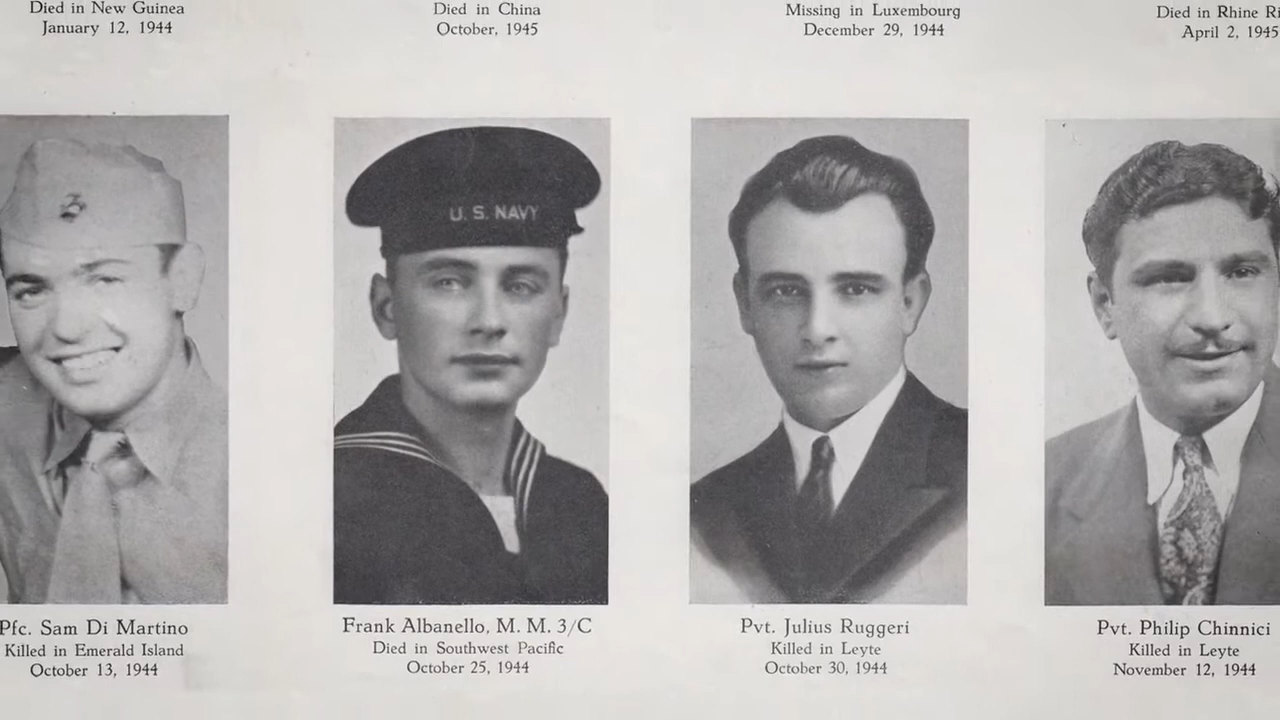 Died in New Guinea
January 12, 1944
Died in China
October, 1945
Missing in Luxembourg
December 29, 1944
Died in Rhine
April 2, 1945
U. S. NAVY
Pfc. Sam Di Martino
Killed in Emerald Island
October 13, 1944
Frank Albanello, M. M. 3/C
Died in Southwest Pacific
October 25, 1944
Pvt. Julius Ruggeri
Killed in Leyte
October 30, 1944
Pvt. Philip Chinnici
Killed in Leyte
November 12, 1944